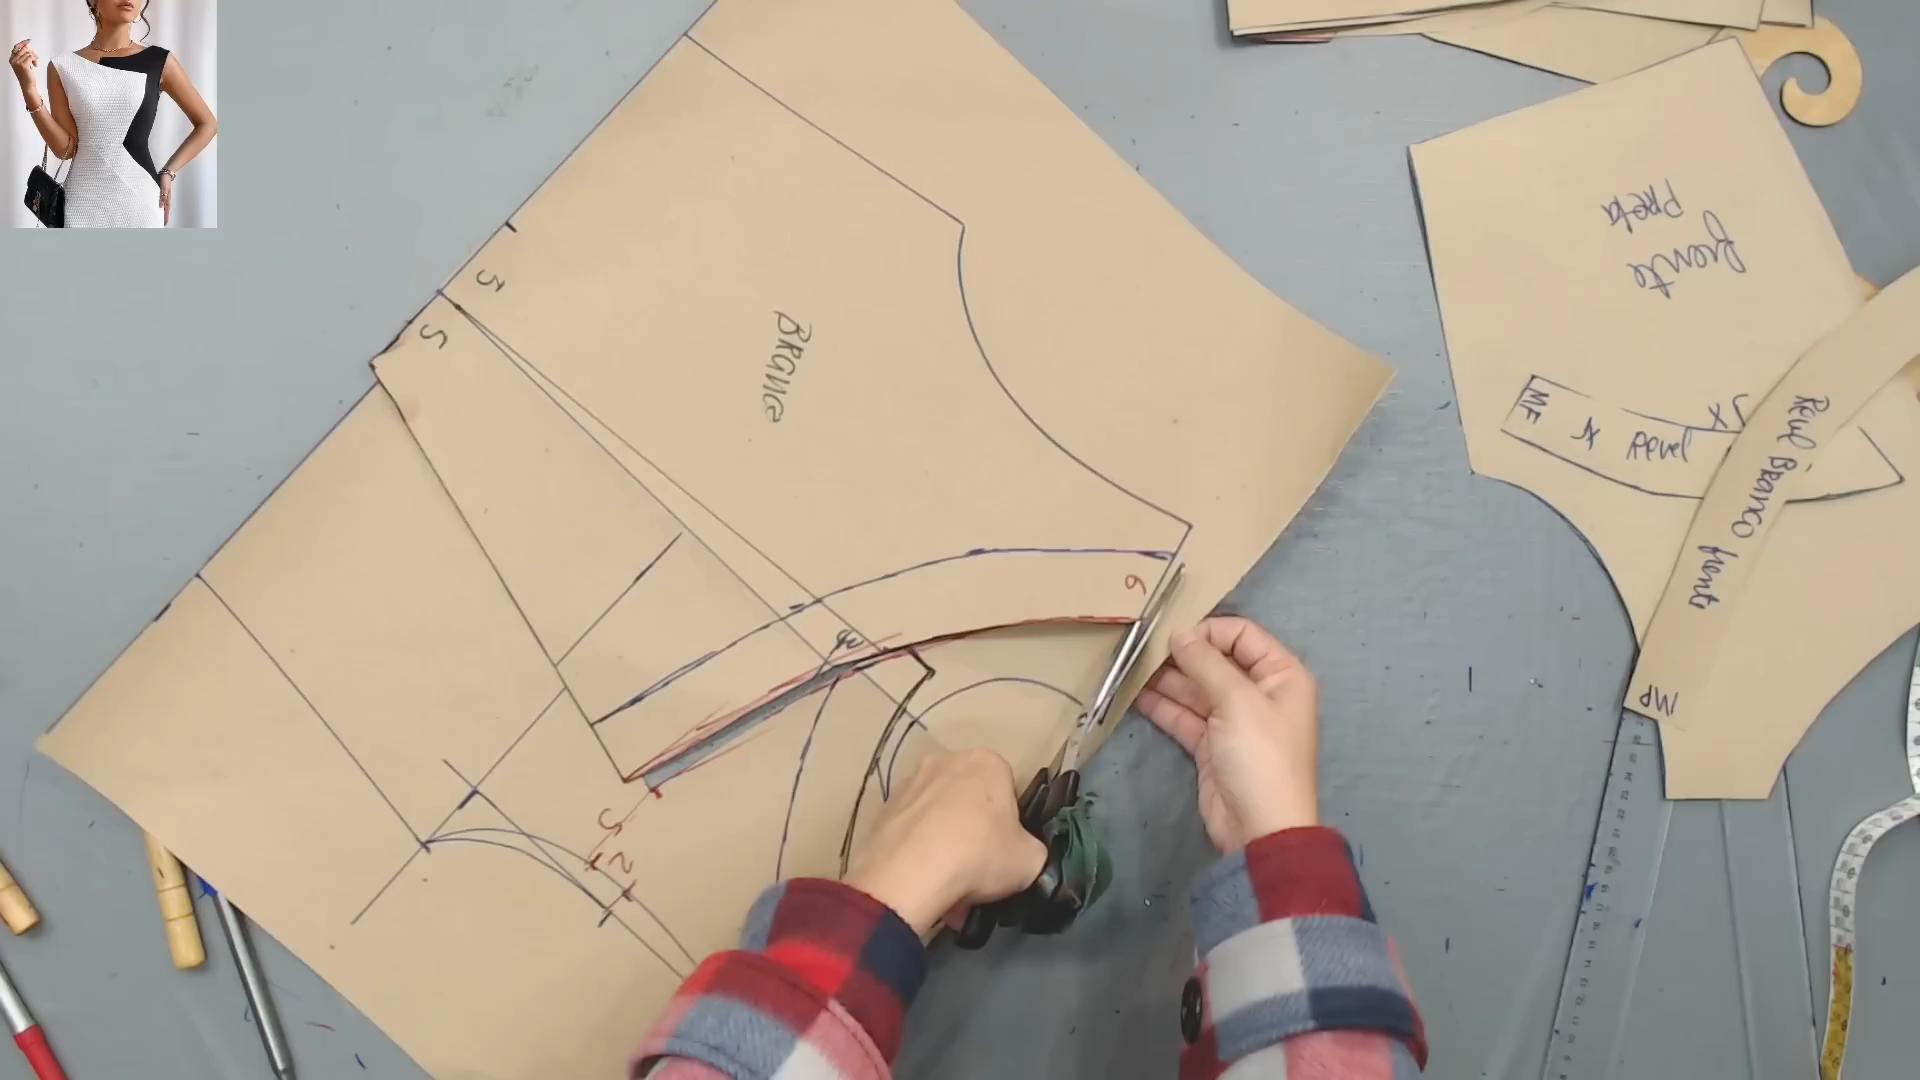 5
5
BRANCO
6
5
2
frente
Preta
MF
Revel
Revel BRANCO frente
MP